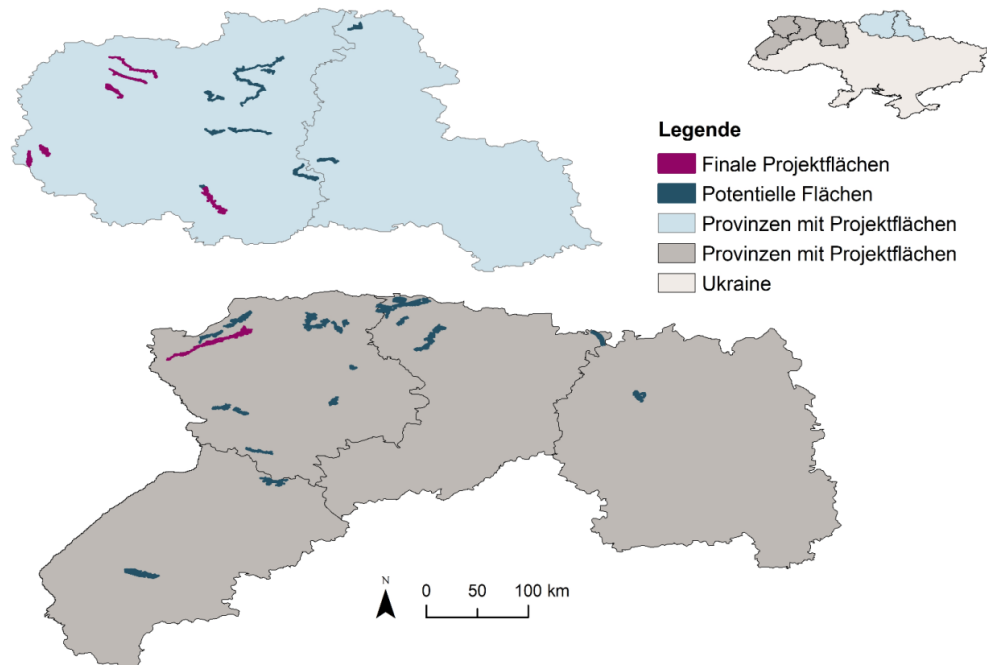 Legende
Finale Projektflächen
Potentielle Flächen
Provinzen mit Projektflächen
Provinzen mit Projektflächen
Ukraine
N
0 50 100 km